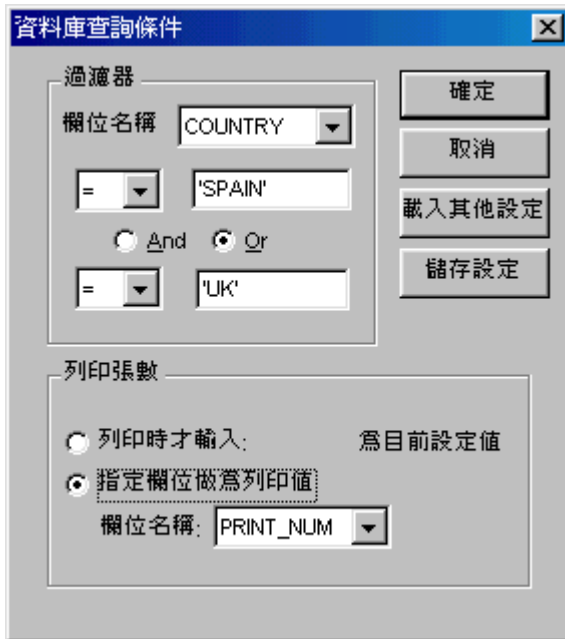 資料庫查詢條件
過濾器
欄位名稱 COUNTRY
= 'SPAIN'
And Or
= 'UK'
確定
取消
載入其他設定
儲存設定
列印張數
列印時才輸入: 為目前設定值
指定欄位做為列印值
欄位名稱: PRINT_NUM